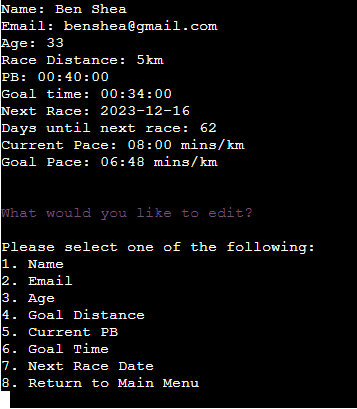 Name: Ben Shea
Email: benshea@gmail.com
Age: 33
Race Distance: 5km
PB: 00:40:00
Goal time: 00:34:00
Next Race: 2023-12-16
Days until next race: 62
Current Pace: 08:00 mins/km
Goal Pace: 06:48 mins/km
What would you like to edit?
Please select one of the following:
1. Name
2. Email
3. Age
4. Goal Distance
5. Current PB
6. Goal Time
7. Next Race Date
8. Return to Main Menu